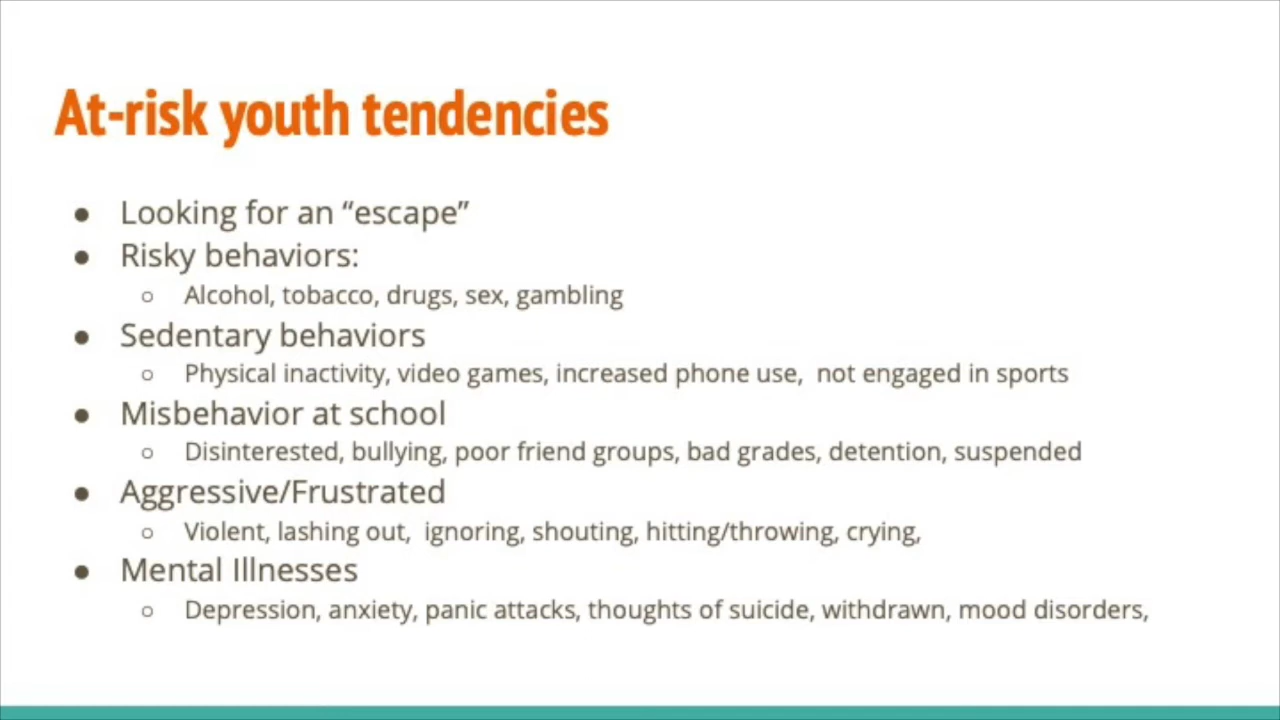 At-risk youth tendencies
● Looking for an “escape”
● Risky behaviors:
○ Alcohol, tobacco, drugs, sex, gambling
● Sedentary behaviors
○ Physical inactivity, video games, increased phone use,  not engaged in sports
● Misbehavior at school
○ Disinterested, bullying, poor friend groups, bad grades, detention, suspended
● Aggressive/Frustrated
○ Violent, lashing out,  ignoring, shouting, hitting/throwing, crying,
● Mental Illnesses
○ Depression, anxiety, panic attacks, thoughts of suicide, withdrawn, mood disorders,